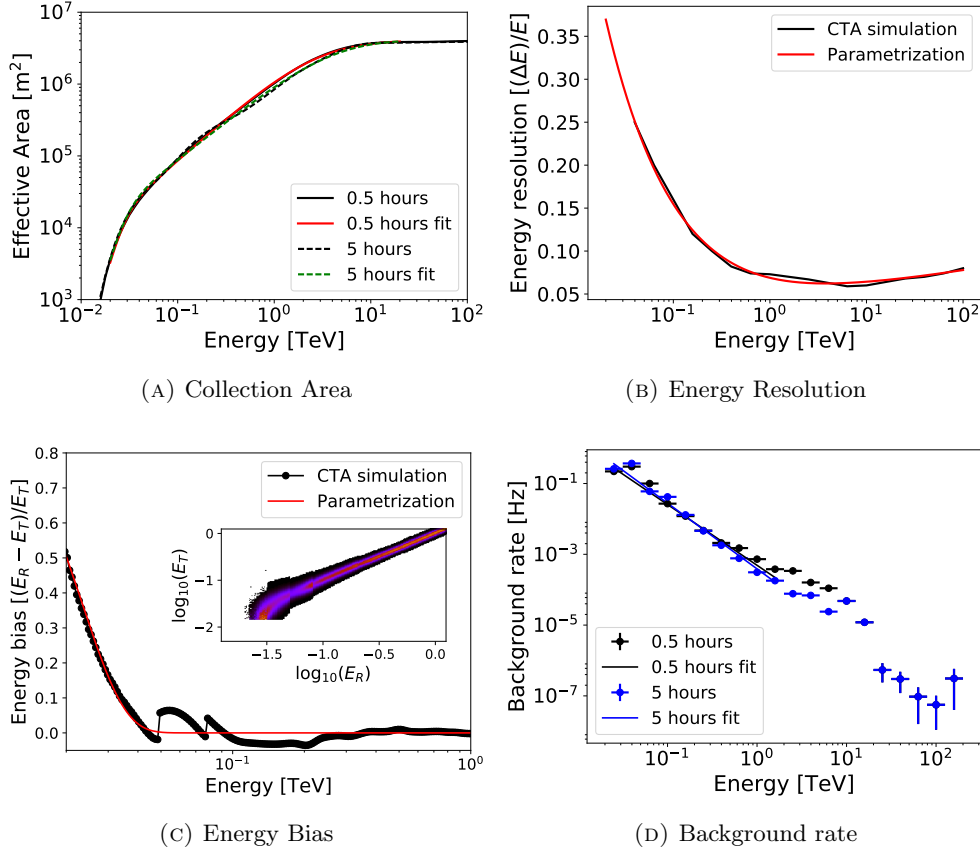 10^7
10^6
10^5
10^4
10^3
Effective Area [m^2]
0.5 hours
0.5 hours fit
5 hours
5 hours fit
10^−2 10^−1 10^0 10^1 10^2
Energy [TeV]
(A) Collection Area
0.35
0.30
0.25
0.20
0.15
0.10
0.05
Energy resolution [(ΔE)/E]
CTA simulation
Parametrization
10^−1 10^0 10^1 10^2
Energy [TeV]
(B) Energy Resolution
0.8
0.7
0.6
0.5
0.4
0.3
0.2
0.1
0.0
Energy bias [(E_R − E_T)/E_T]
CTA simulation
Parametrization
0
−1
−2
log_10(E_T)
−1.5 −1.0 −0.5 0.0
log_10(E_R)
10^−1 10^0
Energy [TeV]
(C) Energy Bias
10^−1
10^−3
10^−5
10^−7
Background rate [Hz]
0.5 hours
0.5 hours fit
5 hours
5 hours fit
10^−1 10^0 10^1 10^2
Energy [TeV]
(D) Background rate